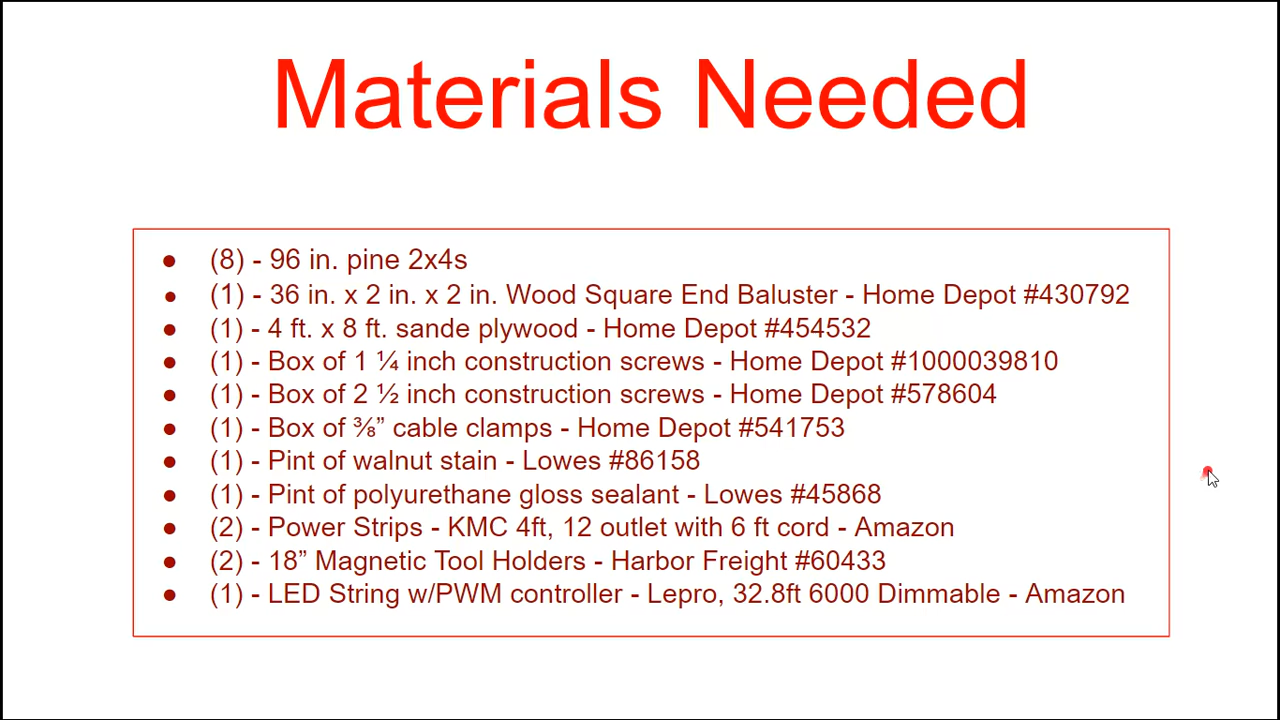 Materials Needed
● (8) - 96 in. pine 2x4s
● (1) - 36 in. x 2 in. x 2 in. Wood Square End Baluster - Home Depot #430792
● (1) - 4 ft. x 8 ft. sande plywood - Home Depot #454532
● (1) - Box of 1 ¼ inch construction screws - Home Depot #1000039810
● (1) - Box of 2 ½ inch construction screws - Home Depot #578604
● (1) - Box of ⅜” cable clamps - Home Depot #541753
● (1) - Pint of walnut stain - Lowes #86158
● (1) - Pint of polyurethane gloss sealant - Lowes #45868
● (2) - Power Strips - KMC 4ft, 12 outlet with 6 ft cord - Amazon
● (2) - 18” Magnetic Tool Holders - Harbor Freight #60433
● (1) - LED String w/PWM controller - Lepro, 32.8ft 6000 Dimmable - Amazon